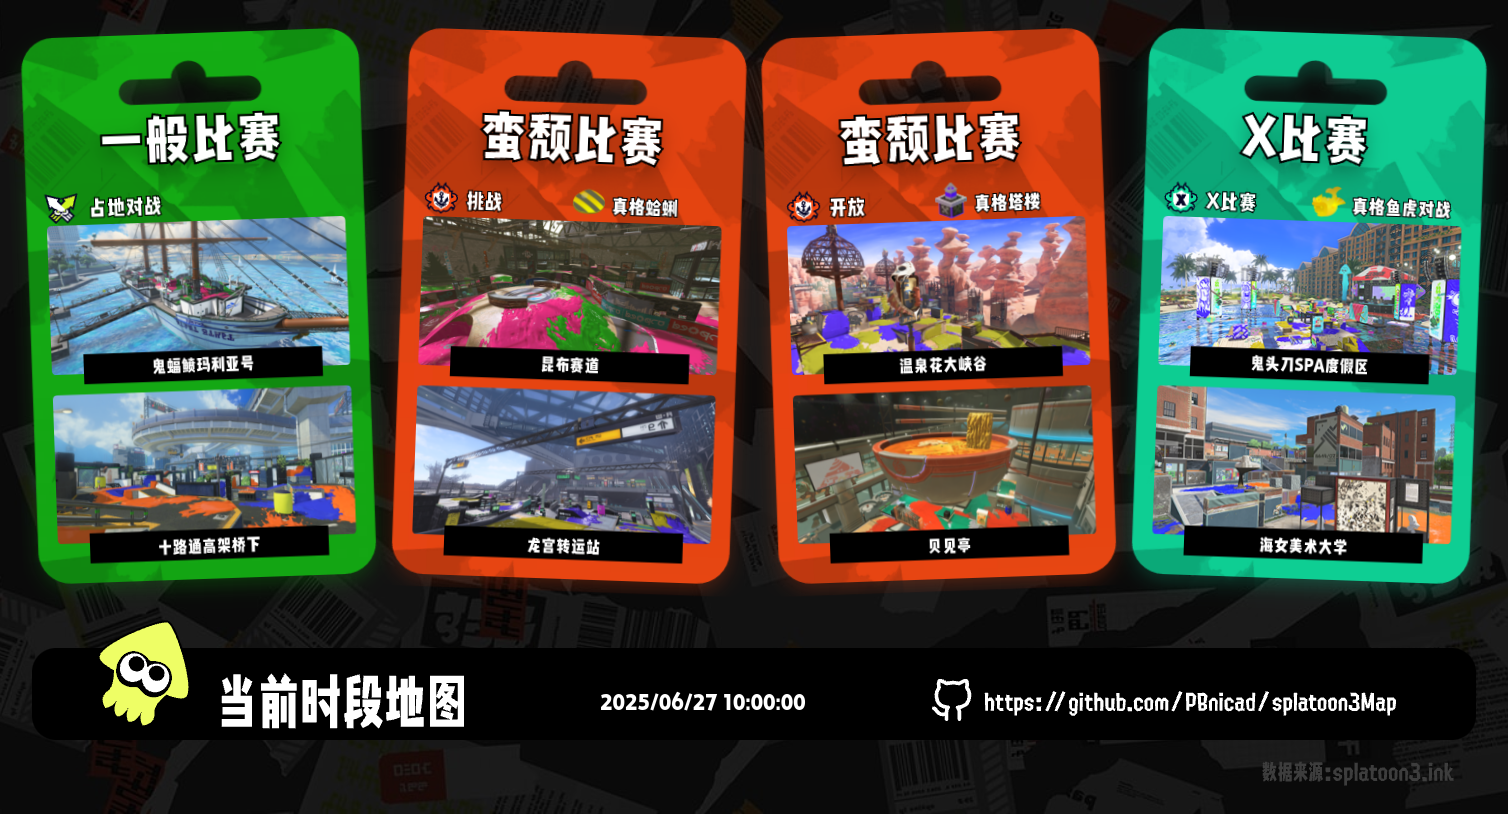 一般比赛
占地对战
鬼蝠鲼玛利亚号
十路通高架桥下
蛮颓比赛
挑战
真格蛤蜊
昆布赛道
龙宫转运站
蛮颓比赛
开放
真格塔楼
温泉花大峡谷
贝见亭
X比赛
X比赛
真格鱼虎对战
鬼头刀SPA度假区
海女美术大学
当前时段地图
2025/06/27 10:00:00
https://github.com/PBnicad/splatoon3Map
数据来源:splatoon3.ink